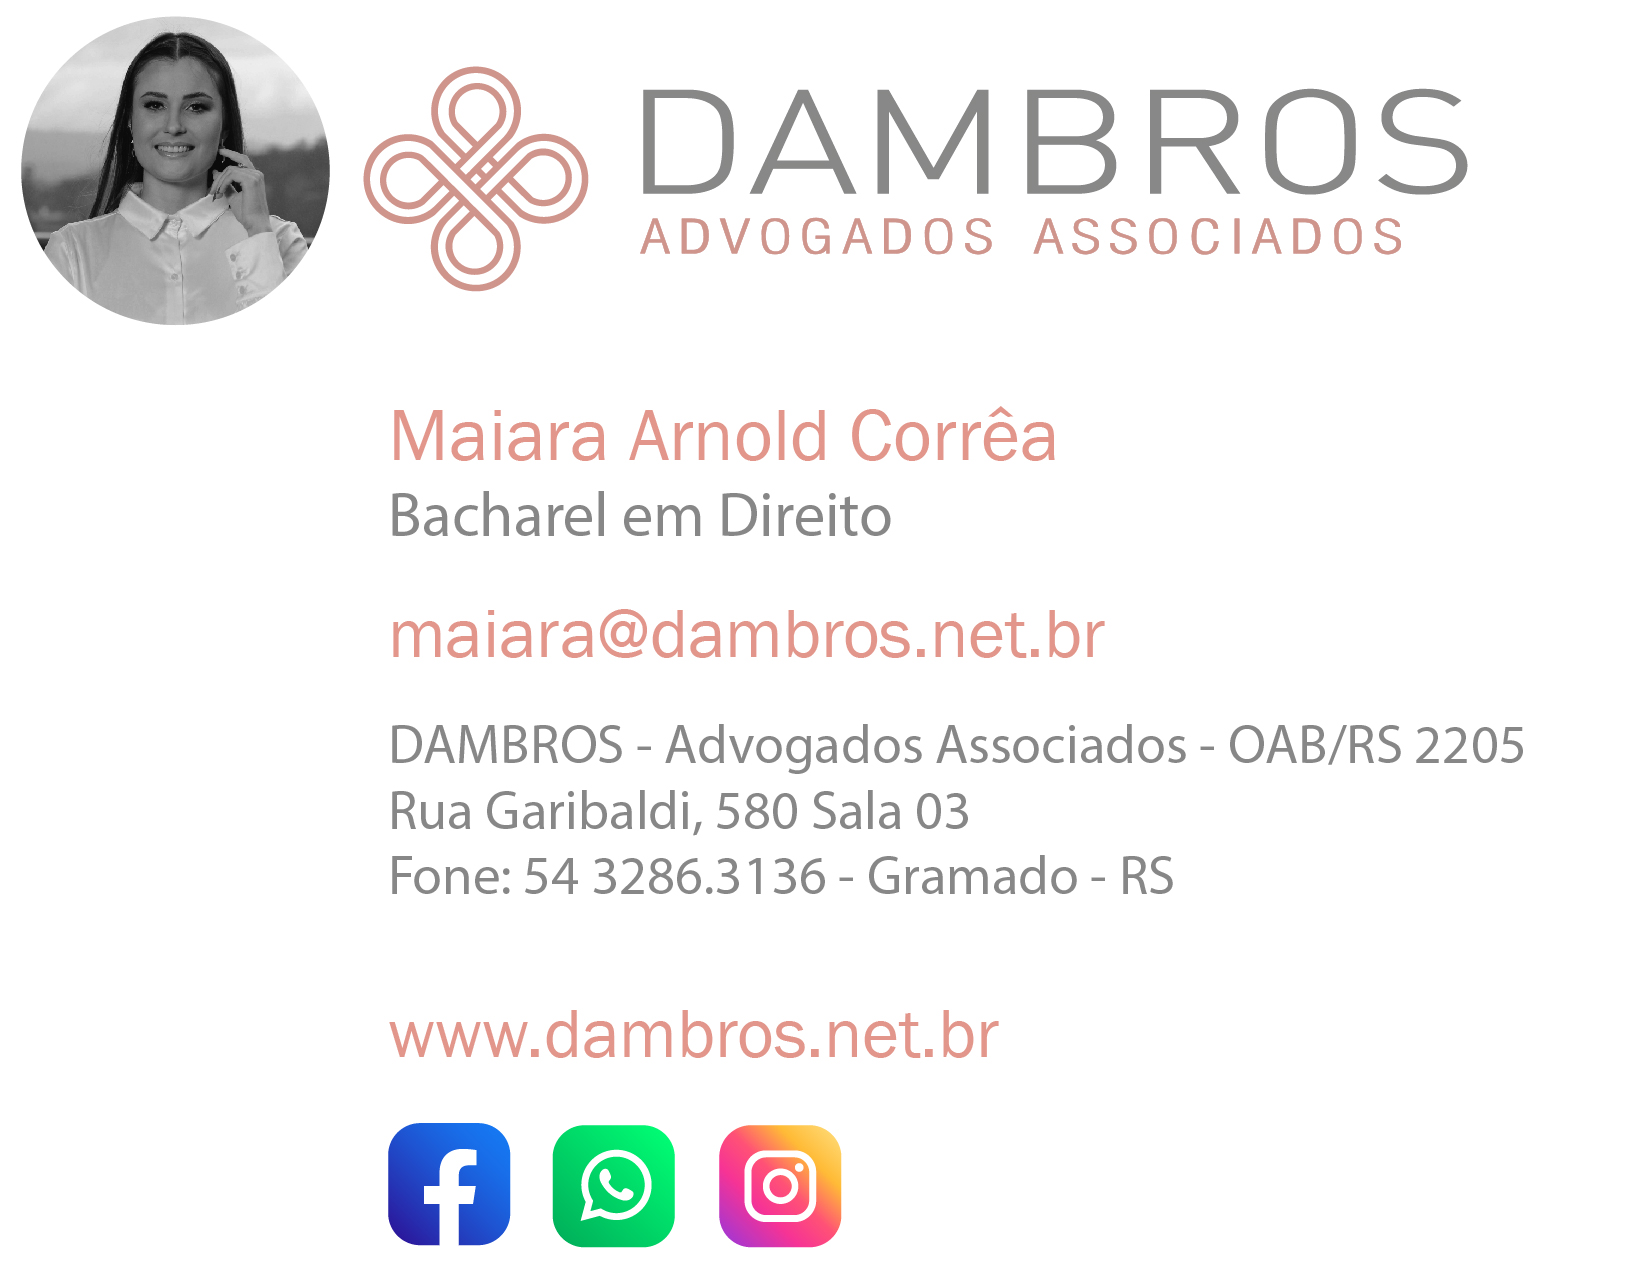 DAMBROS
ADVOGADOS ASSOCIADOS
Maiara Arnold Corrêa
Bacharel em Direito
maiara@dambros.net.br
DAMBROS - Advogados Associados - OAB/RS 2205
Rua Garibaldi, 580 Sala 03
Fone: 54 3286.3136 - Gramado - RS
www.dambros.net.br